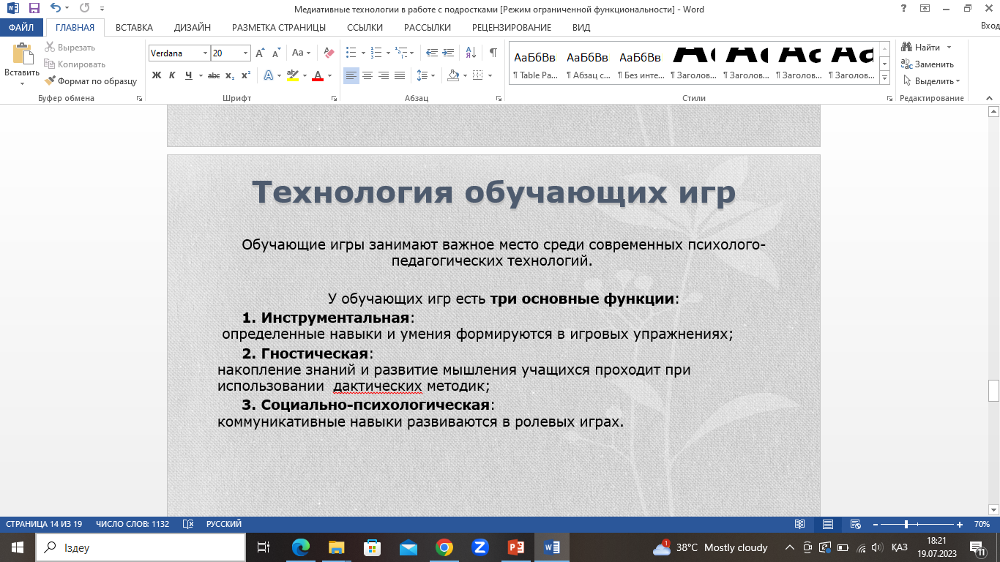 Медиативные технологии в работе с подростками [Режим ограниченной функциональности] - Word
ФАЙЛ ГЛАВНАЯ ВСТАВКА ДИЗАЙН РАЗМЕТКА СТРАНИЦЫ ССЫЛКИ РАССЫЛКИ РЕЦЕНЗИРОВАНИЕ ВИД Вход
Вставить
Вырезать
Копировать
Формат по образцу
Буфер обмена
Verdana 20
Ж К Ч abc x₂ x²
Шрифт
Абзац
АаБбВв АаБбВв АаБбВв
¶ Table Pa... ¶ Абзац с... ¶ Без инте... ¶ Заголов... ¶ Заголов... ¶ Заголов... ¶ Заголов...
Стили
Найти
Заменить
Выделить
Редактирование
Технология обучающих игр
Обучающие игры занимают важное место среди современных психолого-
педагогических технологий.
У обучающих игр есть три основные функции:
1. Инструментальная:
определенные навыки и умения формируются в игровых упражнениях;
2. Гностическая:
накопление знаний и развитие мышления учащихся проходит при
использовании дактических методик;
3. Социально-психологическая:
коммуникативные навыки развиваются в ролевых играх.
СТРАНИЦА 14 ИЗ 19 ЧИСЛО СЛОВ: 1132 РУССКИЙ 70%
Іздеу
38°C Mostly cloudy ҚАЗ 18:21
19.07.2023
11